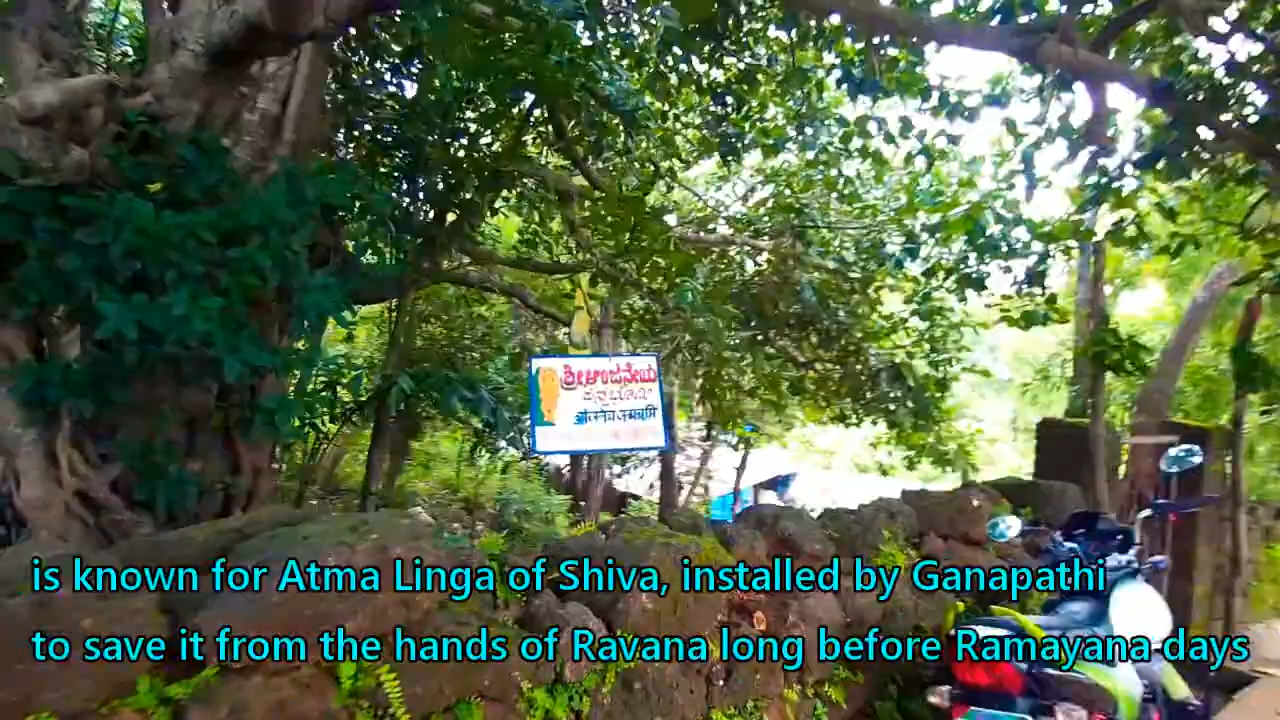 ಶ್ರೀ ಆಂಜನೇಯ
is known for Atma Linga of Shiva, installed by Ganapathi
to save it from the hands of Ravana long before Ramayana days